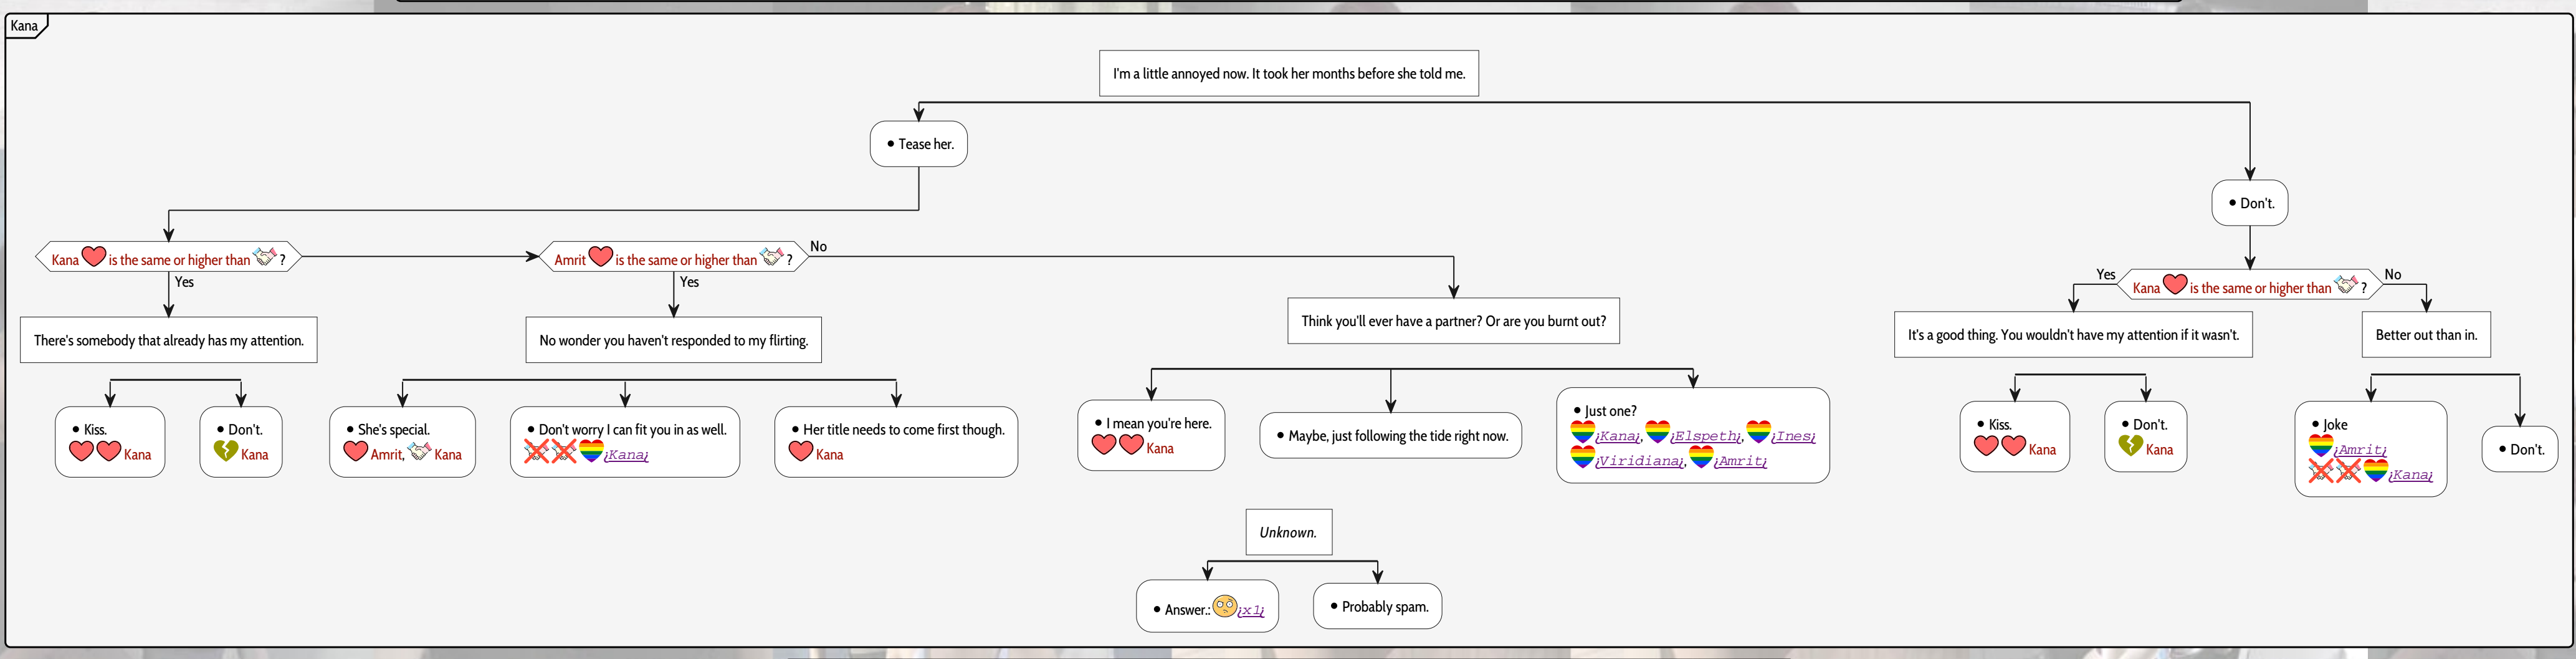 Kana
I'm a little annoyed now. It took her months before she told me.
• Tease her.
• Don't.
Kana is the same or higher than ?
Yes
Amrit is the same or higher than ?
No
Yes
Kana is the same or higher than ?
Yes
No
There's somebody that already has my attention.
No wonder you haven't responded to my flirting.
Think you'll ever have a partner? Or are you burnt out?
It's a good thing. You wouldn't have my attention if it wasn't.
Better out than in.
• Kiss.
Kana
• Don't.
Kana
• She's special.
Amrit, Kana
• Don't worry I can fit you in as well.
¿Kana¿
• Her title needs to come first though.
Kana
• I mean you're here.
Kana
• Maybe, just following the tide right now.
• Just one?
¿Kana¿, ¿Elspeth¿, ¿Ines¿
¿Viridiana¿, ¿Amrit¿
• Kiss.
Kana
• Don't.
Kana
• Joke
¿Amrit¿
¿Kana¿
• Don't.
Unknown.
• Answer.: ¿x1¿
• Probably spam.